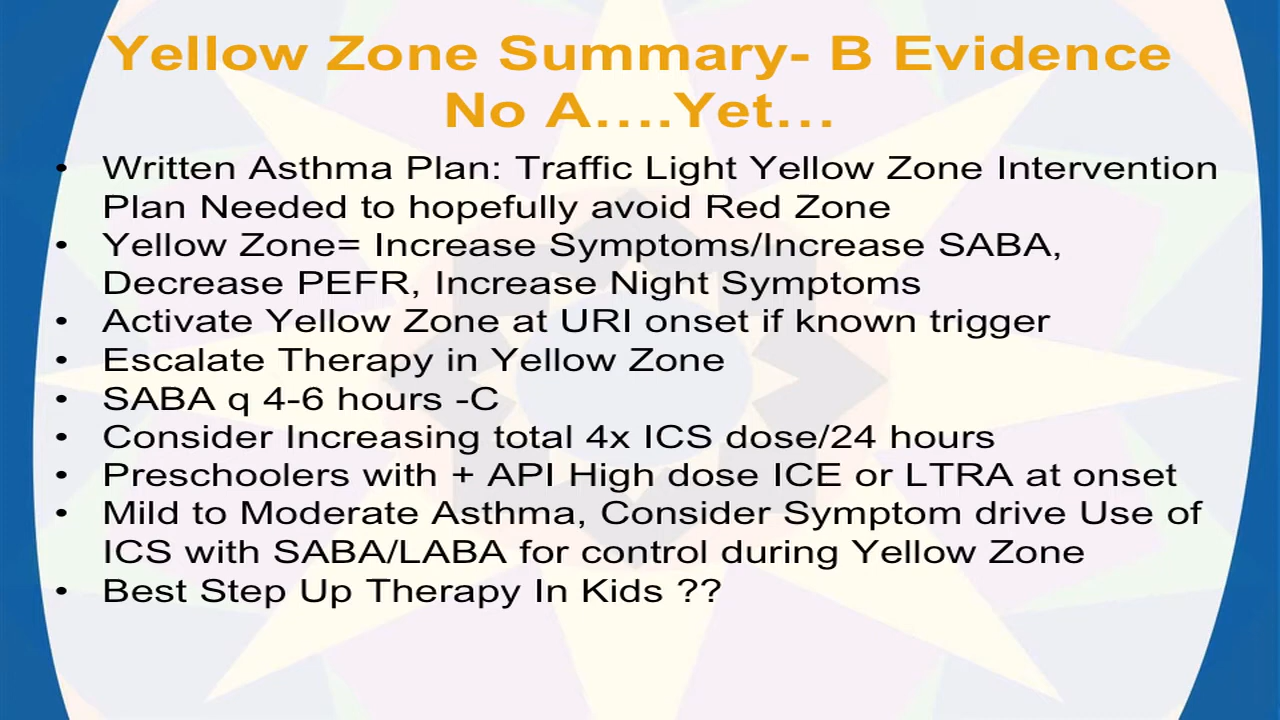 Yellow Zone Summary- B Evidence
No A....Yet...
• Written Asthma Plan: Traffic Light Yellow Zone Intervention
Plan Needed to hopefully avoid Red Zone
• Yellow Zone= Increase Symptoms/Increase SABA,
Decrease PEFR, Increase Night Symptoms
• Activate Yellow Zone at URI onset if known trigger
• Escalate Therapy in Yellow Zone
• SABA q 4-6 hours -C
• Consider Increasing total 4x ICS dose/24 hours
• Preschoolers with + API High dose ICE or LTRA at onset
• Mild to Moderate Asthma, Consider Symptom drive Use of
ICS with SABA/LABA for control during Yellow Zone
• Best Step Up Therapy In Kids ??